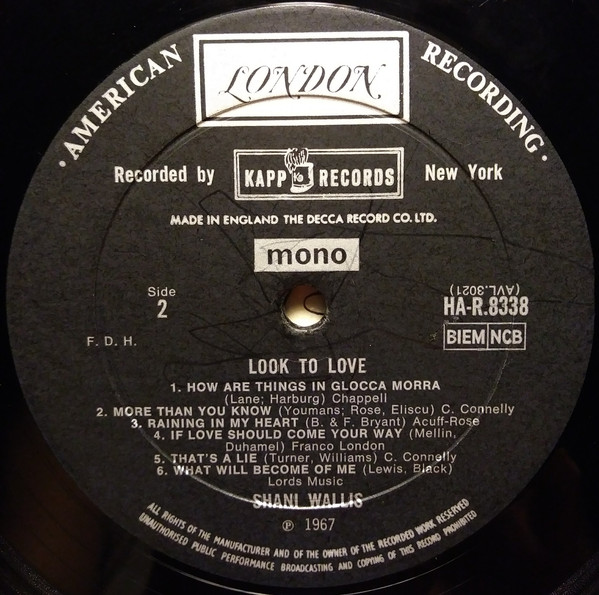 · AMERICAN RECORDING ·
LONDON
Recorded by KAPP RECORDS New York
MADE IN ENGLAND THE DECCA RECORD CO. LTD.
mono
Side
2
(AVL.3021)
HA-R.8338
F. D. H.
BIEM NCB
LOOK TO LOVE
1. HOW ARE THINGS IN GLOCCA MORRA
(Lane; Harburg) Chappell
2. MORE THAN YOU KNOW (Youmans; Rose, Eliscu) C. Connelly
3. RAINING IN MY HEART (B. & F. Bryant) Acuff-Rose
4. IF LOVE SHOULD COME YOUR WAY (Mellin,
Duhamel) Franco London
5. THAT'S A LIE (Turner, Williams) C. Connelly
6. WHAT WILL BECOME OF ME (Lewis, Black)
Lords Music
SHANI WALLIS
℗ 1967
ALL RIGHTS OF THE MANUFACTURER AND OF THE OWNER OF THE RECORDED WORK RESERVED
UNAUTHORISED PUBLIC PERFORMANCE BROADCASTING AND COPYING OF THIS RECORD PROHIBITED